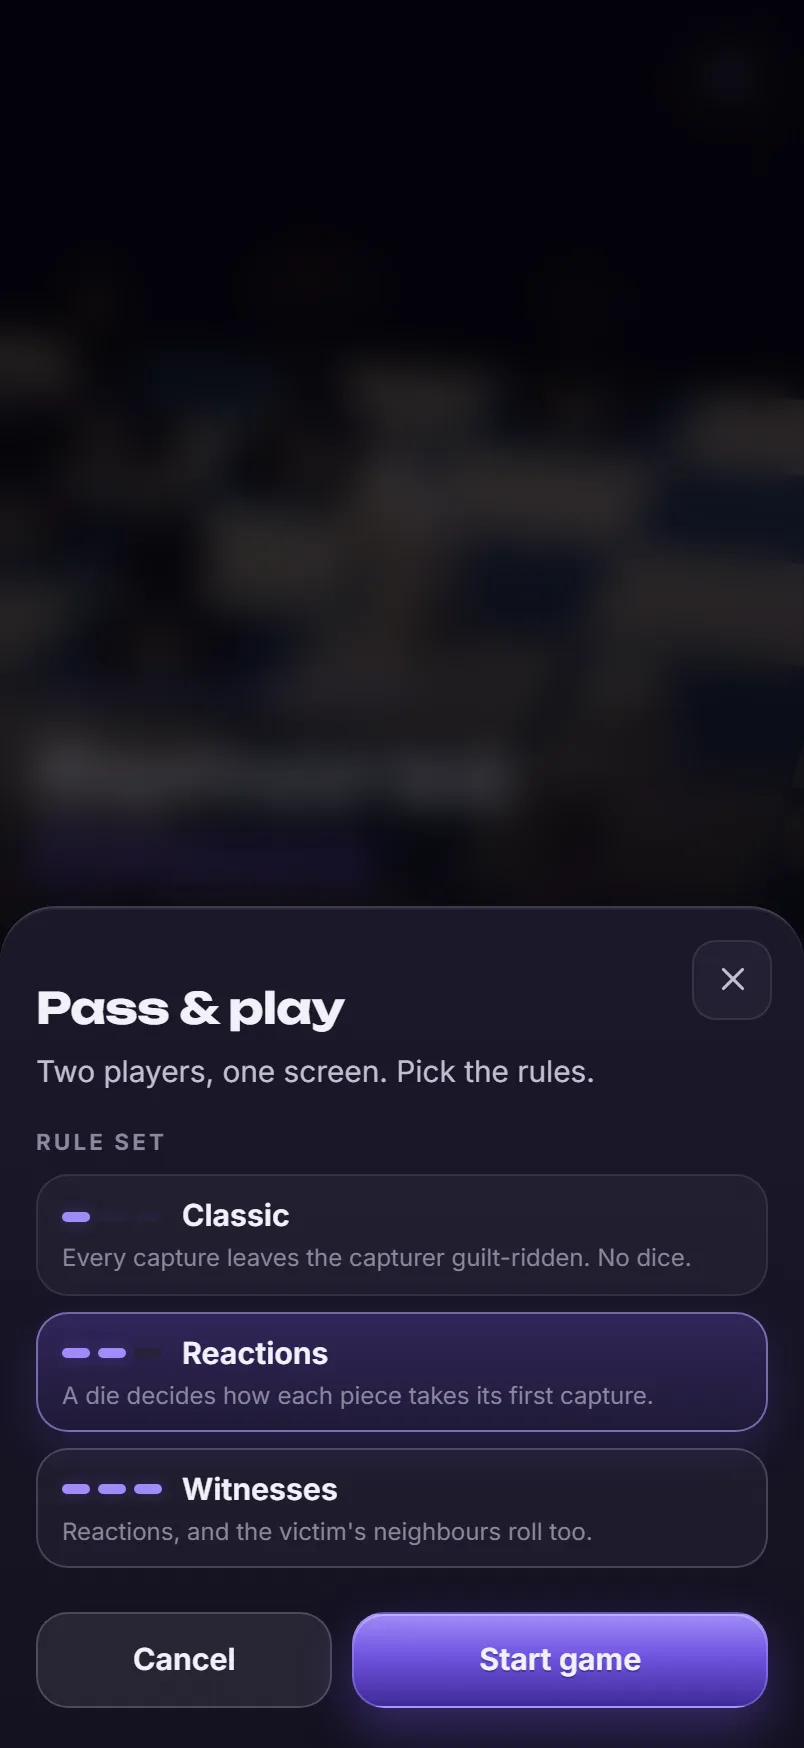 Pass & play
Two players, one screen. Pick the rules.
RULE SET
Classic
Every capture leaves the capturer guilt-ridden. No dice.
Reactions
A die decides how each piece takes its first capture.
Witnesses
Reactions, and the victim's neighbours roll too.
Cancel
Start game